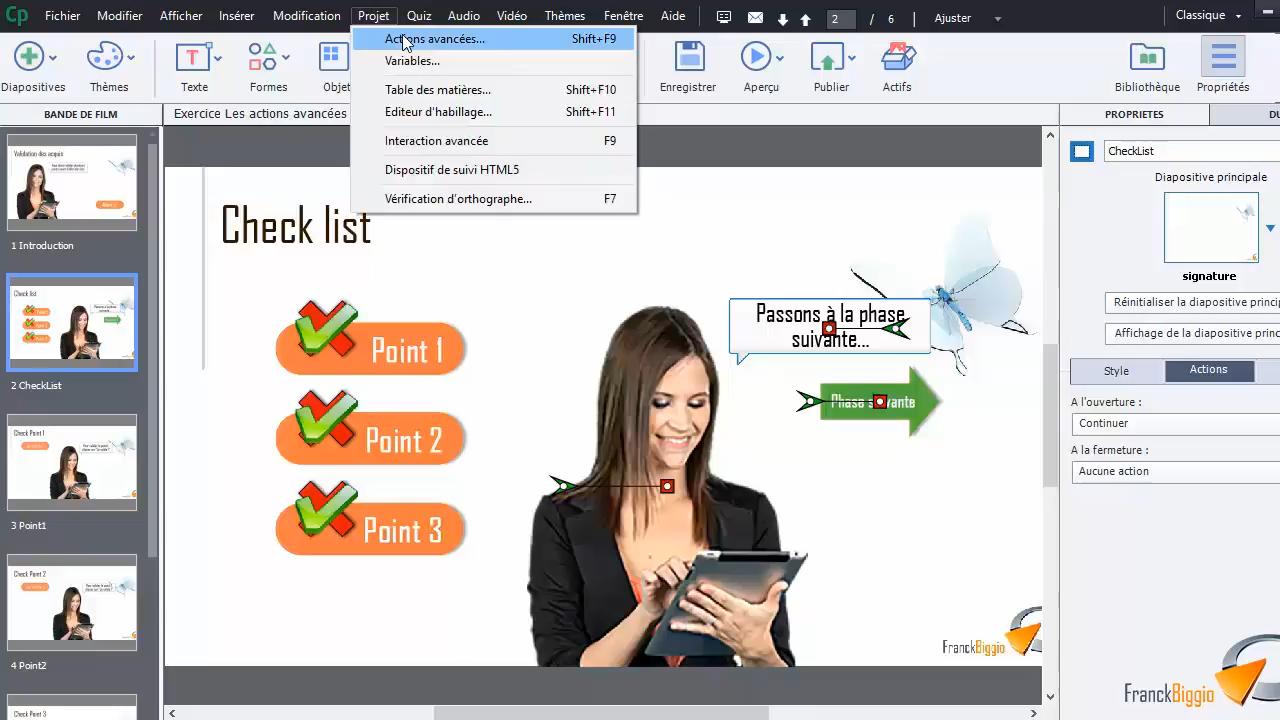 Cp Fichier Modifier Afficher Insérer Modification Projet Quiz Audio Vidéo Thèmes Fenêtre Aide 2 / 6 Ajuster Classique
Actions avancées... Shift+F9
Variables...
Table des matières... Shift+F10
Editeur d'habillage... Shift+F11
Interaction avancée F9
Dispositif de suivi HTML5
Vérification d'orthographe... F7
Diapositives Thèmes Texte Formes Objet Enregistrer Aperçu Publier Actifs Bibliothèque Propriétés
BANDE DE FILM Exercice Les actions avancées PROPRIETES DU
Validation des acquis
1 Introduction
Check list
2 CheckList
Check Point 1
3 Point1
Check Point 2
4 Point2
Check Point 3
Check list
Point 1
Point 2
Point 3
Passons à la phase
suivante...
Phase suivante
FranckBiggio
CheckList
Diapositive principale
signature
Réinitialiser la diapositive princip
Affichage de la diapositive princ
Style Actions
A l'ouverture :
Continuer
A la fermeture :
Aucune action
FranckBiggio